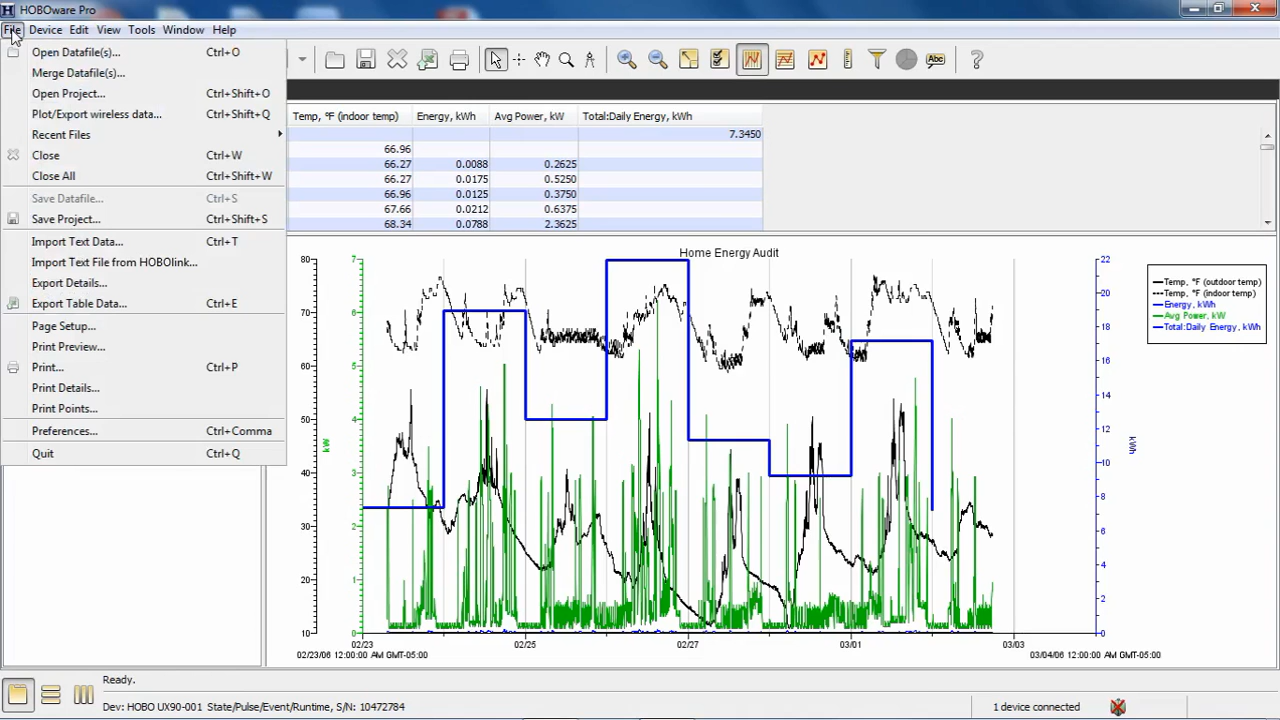 HOBOware Pro
File Device Edit View Tools Window Help
Open Datafile(s)... Ctrl+O
Merge Datafile(s)...
Open Project... Ctrl+Shift+O
Plot/Export wireless data... Ctrl+Shift+Q
Recent Files
Close Ctrl+W
Close All Ctrl+Shift+W
Save Datafile... Ctrl+S
Save Project... Ctrl+Shift+S
Import Text Data... Ctrl+T
Import Text File from HOBOlink...
Export Details...
Export Table Data... Ctrl+E
Page Setup...
Print Preview...
Print... Ctrl+P
Print Details...
Print Points...
Preferences... Ctrl+Comma
Quit Ctrl+Q
Abc
Temp, °F (indoor temp) Energy, kWh Avg Power, kW Total:Daily Energy, kWh
7.3450
66.96
66.27 0.0088 0.2625
66.27 0.0175 0.5250
66.96 0.0125 0.3750
67.66 0.0212 0.6375
68.34 0.0788 2.3625
Home Energy Audit
80 7 22
20
70 6 18
16
60 5
14
50 4 12
kW kWh
10
40 3
8
30 2 6
4
20 1
2
10 0 0
02/23 02/25 02/27 03/01 03/03
02/23/06 12:00:00 AM GMT-05:00 03/04/06 12:00:00 AM GMT-05:00
Temp, °F (outdoor temp)
Temp, °F (indoor temp)
Energy, kWh
Avg Power, kW
Total:Daily Energy, kWh
Ready.
Dev: HOBO UX90-001 State/Pulse/Event/Runtime, S/N: 10472784 1 device connected